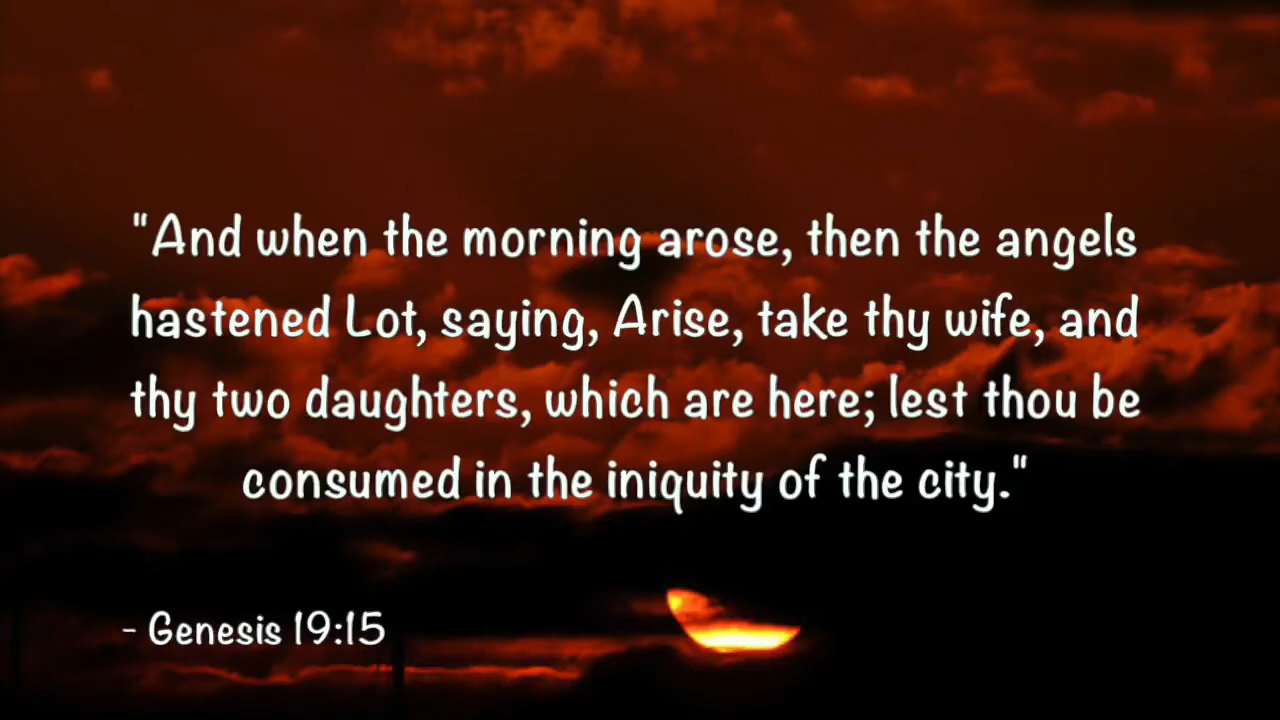 "And when the morning arose, then the angels
hastened Lot, saying, Arise, take thy wife, and
thy two daughters, which are here; lest thou be
consumed in the iniquity of the city."
- Genesis 19:15